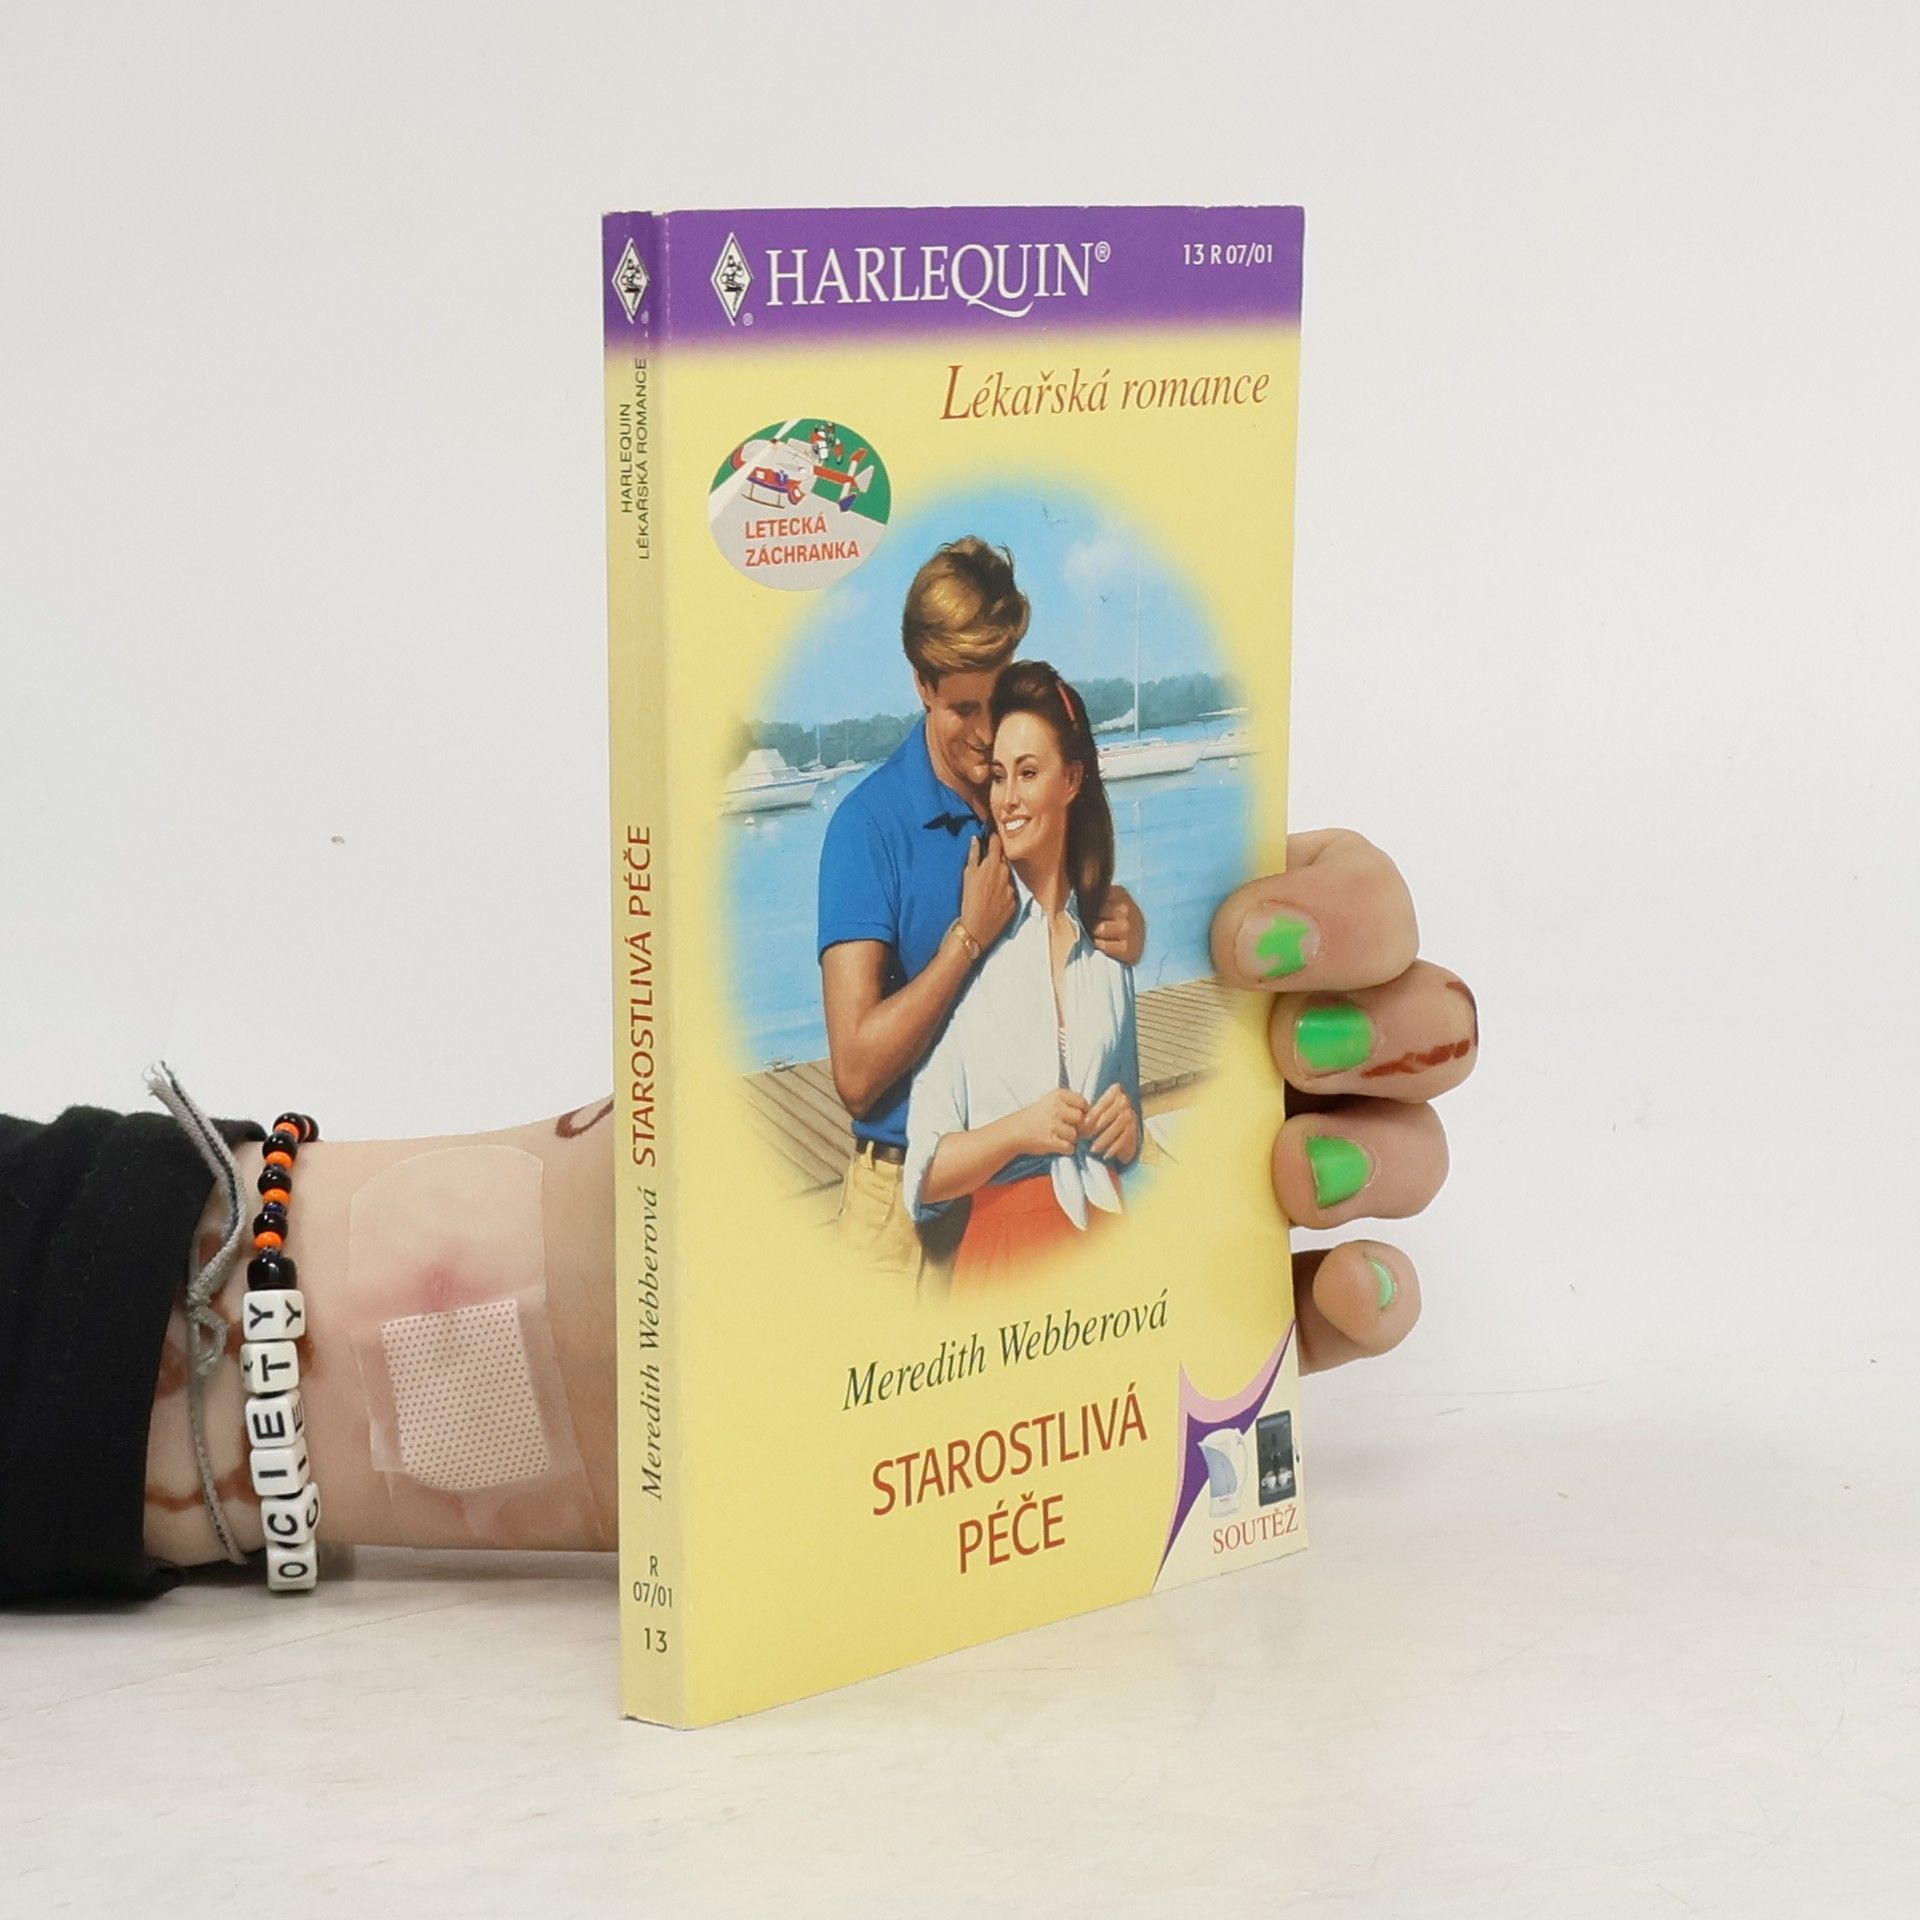 HARLEQUIN®
13 R 07/01
Lékařská romance
LETECKÁ
ZÁCHRANKA
Meredith Webberová
STAROSTLIVÁ
PÉČE
SOUTĚŽ
HARLEQUIN
LÉKAŘSKÁ ROMANCE
STAROSTLIVÁ PÉČE
Meredith Webberová
R
07/01
13
OCIETY